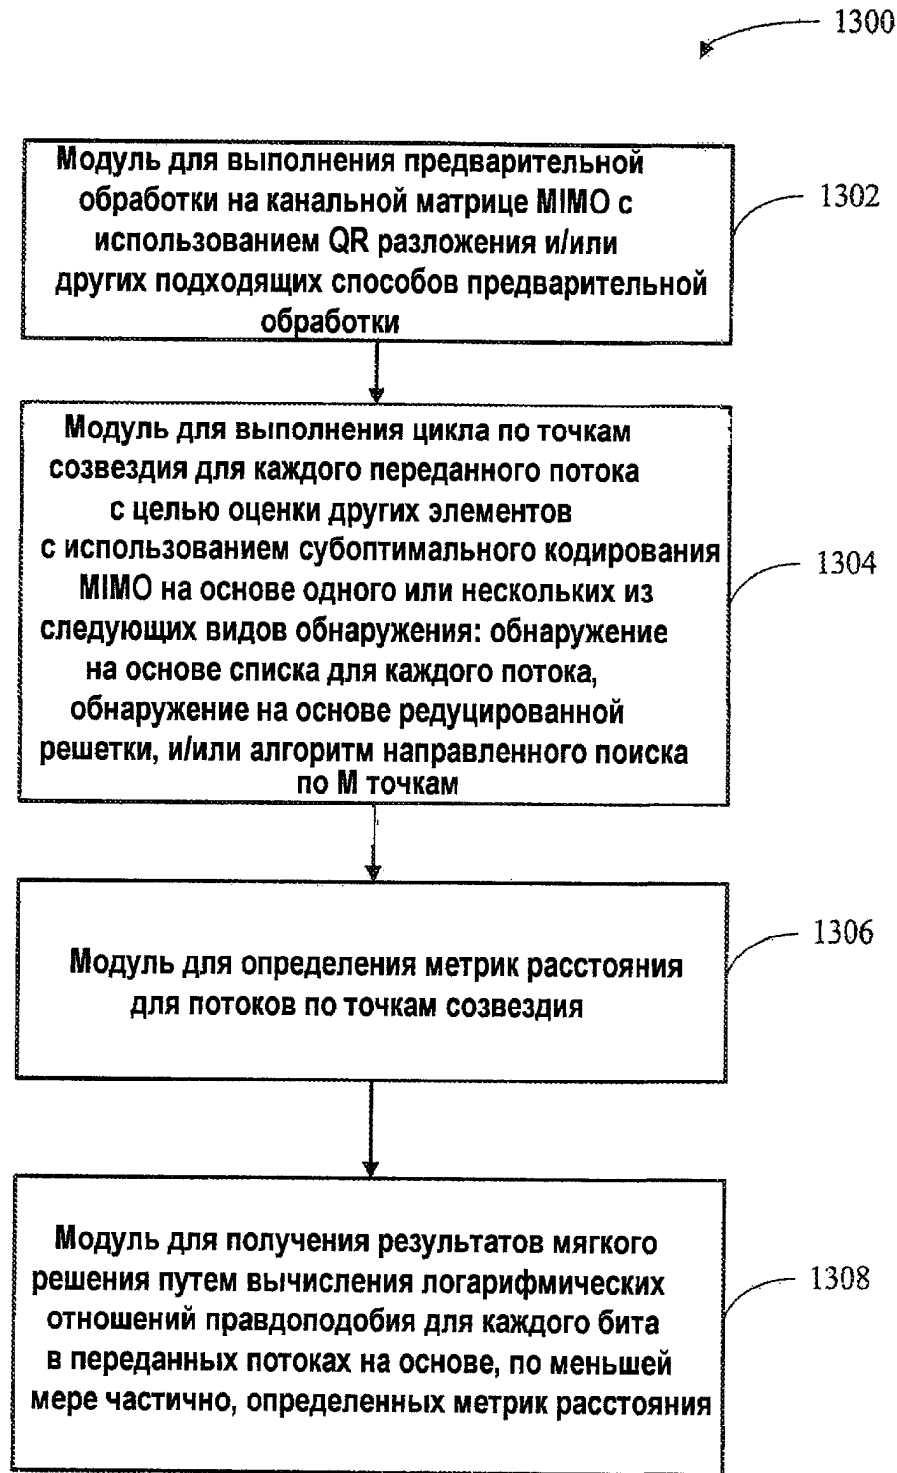 1300
Модуль для выполнения предварительной
обработки на канальной матрице MIMO с
использованием QR разложения и/или
других подходящих способов предварительной
обработки
1302
Модуль для выполнения цикла по точкам
созвездия для каждого переданного потока
с целью оценки других элементов
с использованием субоптимального кодирования
MIMO на основе одного или нескольких из
следующих видов обнаружения: обнаружение
на основе списка для каждого потока,
обнаружение на основе редуцированной
решетки, и/или алгоритм направленного поиска
по М точкам
1304
Модуль для определения метрик расстояния
для потоков по точкам созвездия
1306
Модуль для получения результатов мягкого
решения путем вычисления логарифмических
отношений правдоподобия для каждого бита
в переданных потоках на основе, по меньшей
мере частично, определенных метрик расстояния
1308